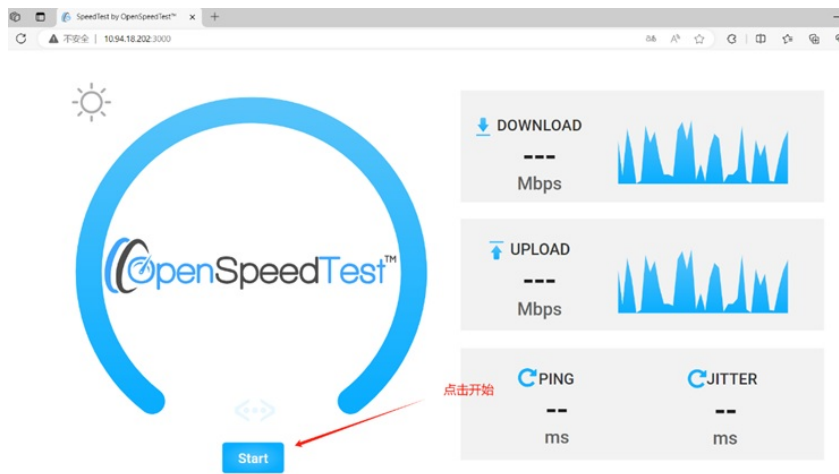 SpeedTest by OpenSpeedTest™
不安全 | 10.94.18.202:3000
OpenSpeedTest™
DOWNLOAD
---
Mbps
UPLOAD
---
Mbps
PING
--
ms
JITTER
--
ms
点击开始
Start